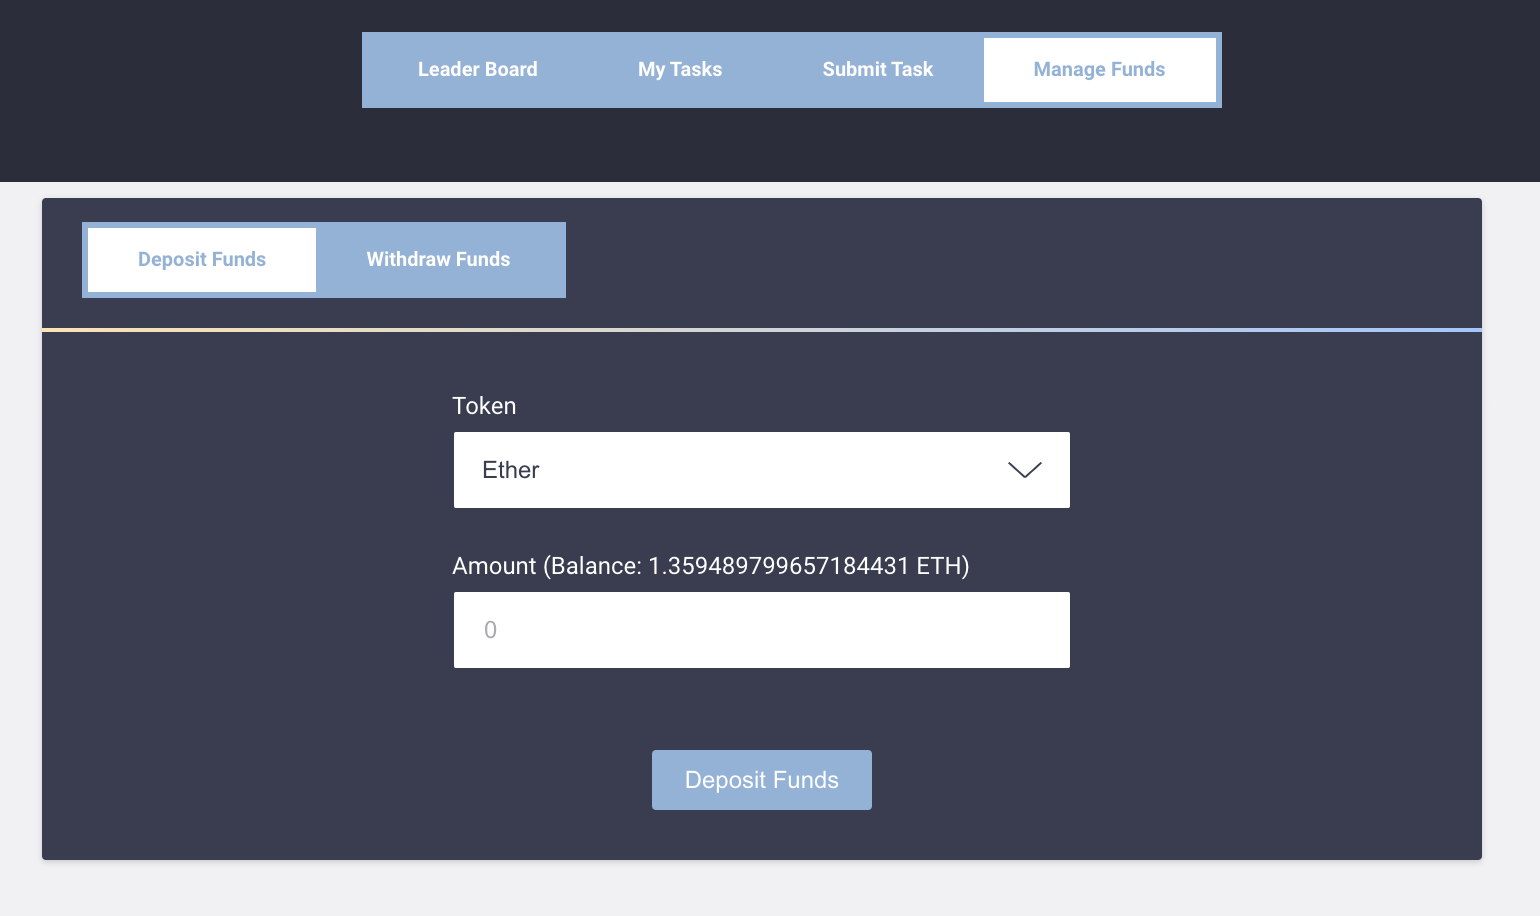 Leader Board
My Tasks
Submit Task
Manage Funds
Deposit Funds
Withdraw Funds
Token
Ether
Amount (Balance: 1.359489799657184431 ETH)
0
Deposit Funds